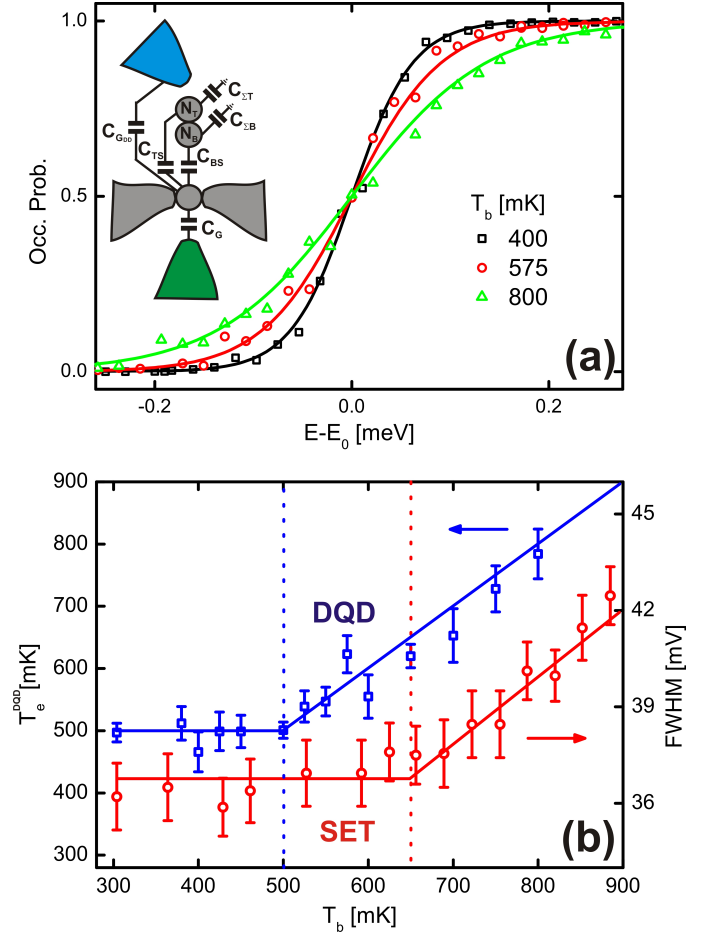 1.0
0.5
0.0
Occ. Prob.
N_T
N_B
C_ΣT
C_ΣB
C_G_DD
C_TS
C_BS
C_G
T_b [mK]
400
575
800
(a)
-0.2 0.0 0.2
E-E_0 [meV]
900
800
700
600
500
400
300
T_e^DQD [mK]
DQD
SET
45
42
39
36
FWHM [mV]
(b)
300 400 500 600 700 800 900
T_b [mK]